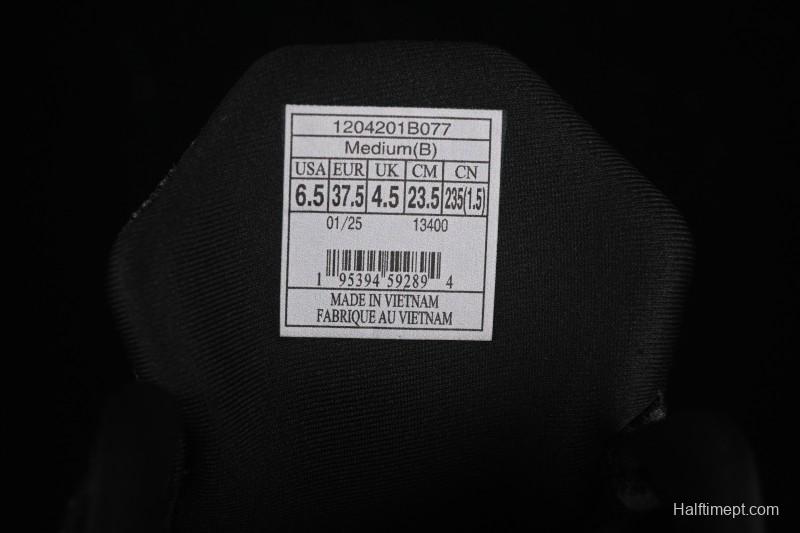 1204201B077
Medium(B)
USA EUR UK CM CN
6.5 37.5 4.5 23.5 235(1.5)
01/25 13400
1 95394 59289 4
MADE IN VIETNAM
FABRIQUE AU VIETNAM
Halftimept.com